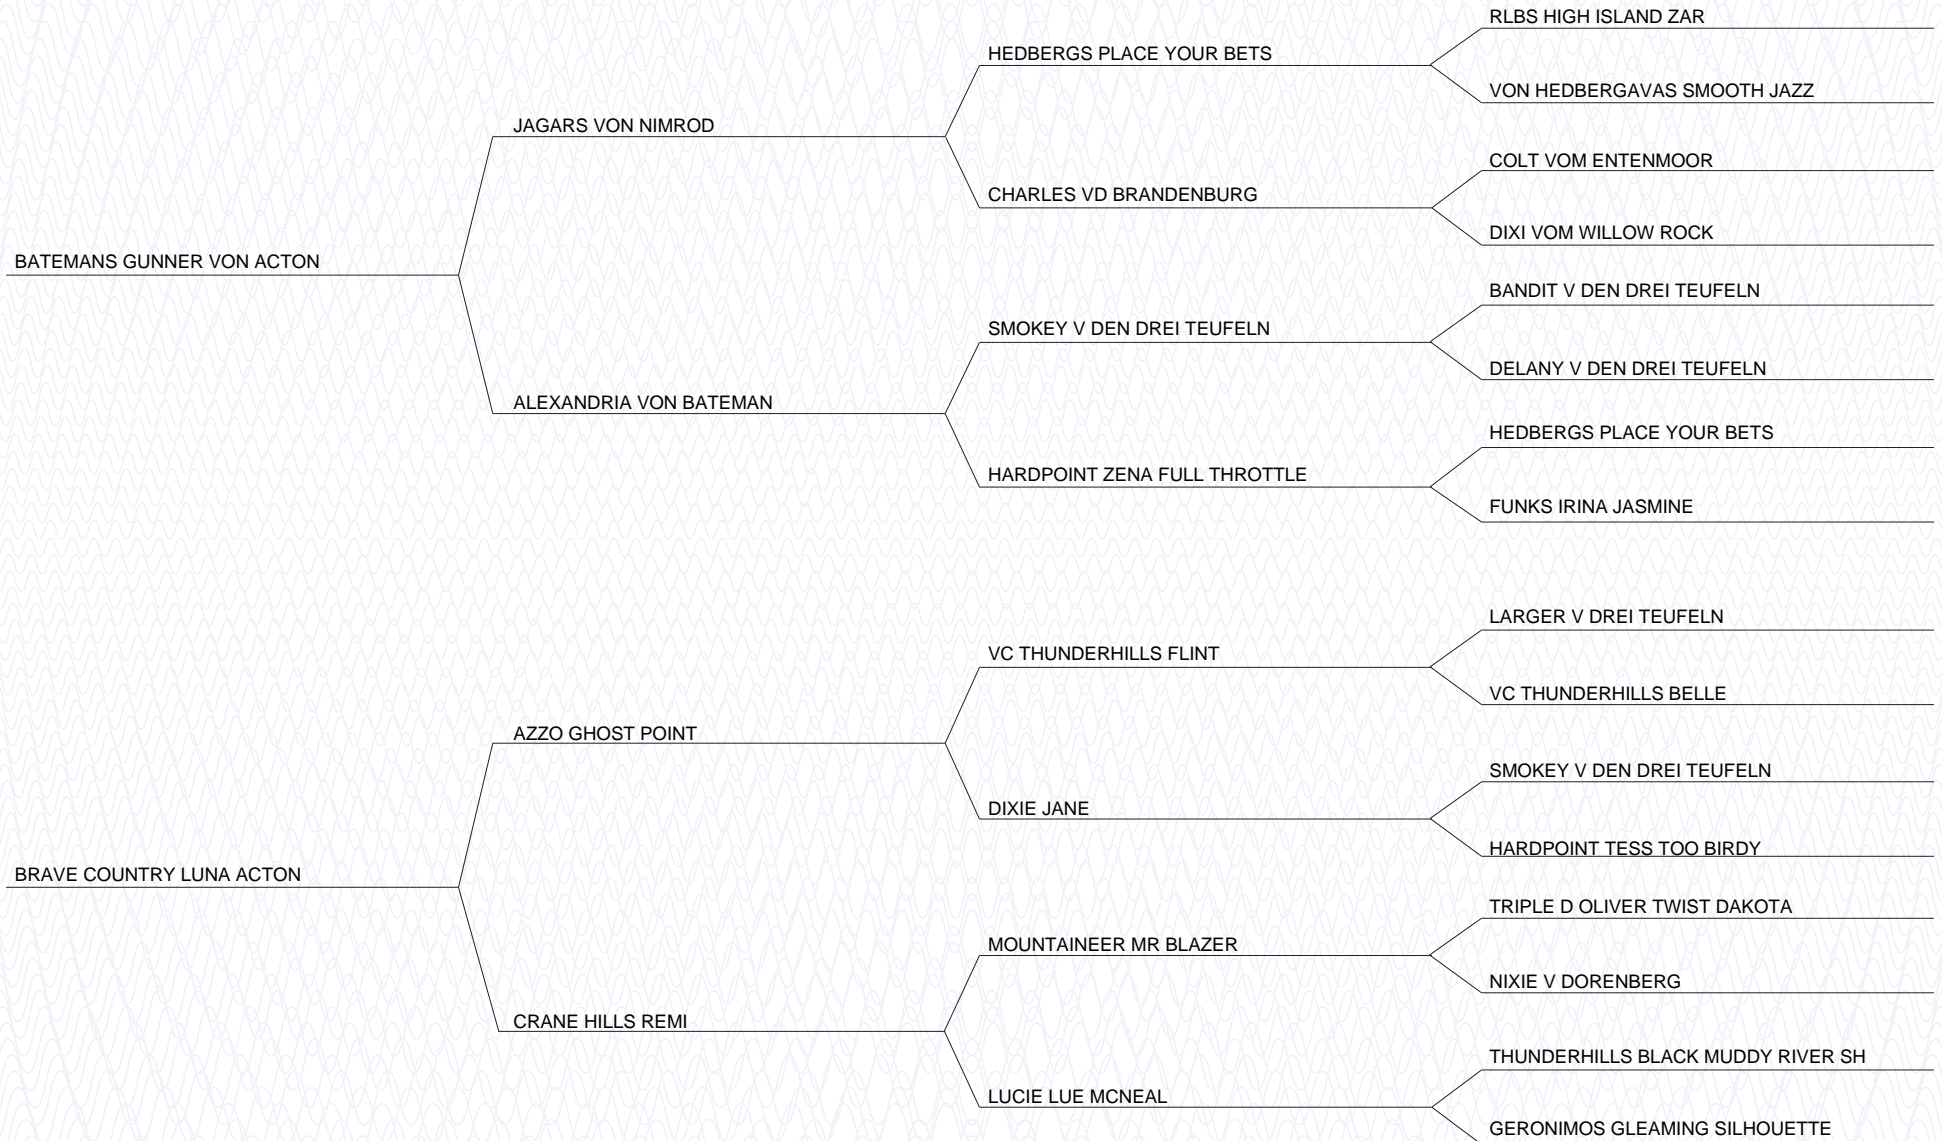 RLBS HIGH ISLAND ZAR
HEDBERGS PLACE YOUR BETS
VON HEDBERGAVAS SMOOTH JAZZ
JAGARS VON NIMROD
COLT VOM ENTENMOOR
CHARLES VD BRANDENBURG
DIXI VOM WILLOW ROCK
BATEMANS GUNNER VON ACTON
BANDIT V DEN DREI TEUFELN
SMOKEY V DEN DREI TEUFELN
DELANY V DEN DREI TEUFELN
ALEXANDRIA VON BATEMAN
HEDBERGS PLACE YOUR BETS
HARDPOINT ZENA FULL THROTTLE
FUNKS IRINA JASMINE
LARGER V DREI TEUFELN
VC THUNDERHILLS FLINT
VC THUNDERHILLS BELLE
AZZO GHOST POINT
SMOKEY V DEN DREI TEUFELN
DIXIE JANE
HARDPOINT TESS TOO BIRDY
BRAVE COUNTRY LUNA ACTON
TRIPLE D OLIVER TWIST DAKOTA
MOUNTAINEER MR BLAZER
NIXIE V DORENBERG
CRANE HILLS REMI
THUNDERHILLS BLACK MUDDY RIVER SH
LUCIE LUE MCNEAL
GERONIMOS GLEAMING SILHOUETTE